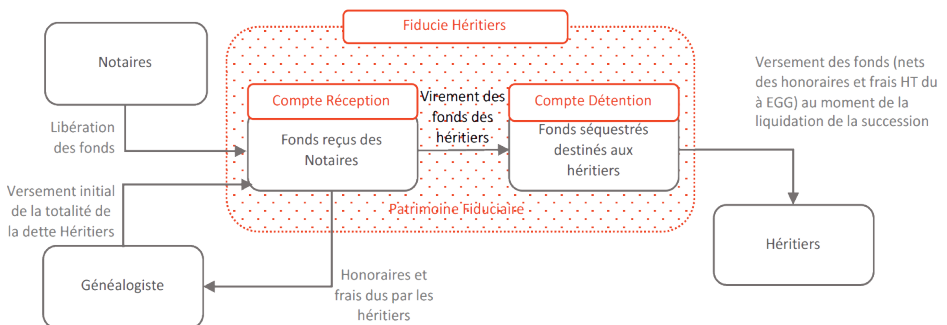 Fiducie Héritiers
Notaires
Versement des fonds (nets
des honoraires et frais HT du
à EGG) au moment de la
liquidation de la succession
Compte Réception
Virement des
fonds des
héritiers
Compte Détention
Libération
des fonds
Fonds reçus des
Notaires
Fonds séquestrés
destinés aux
héritiers
Versement initial
de la totalité de
la dette Héritiers
Patrimoine Fiduciaire
Héritiers
Généalogiste
Honoraires et
frais dus par les
héritiers